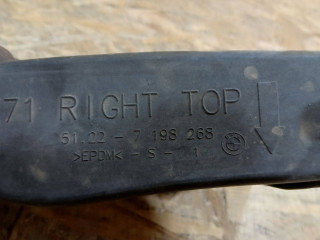 71 RIGHT TOP
51.22 - 7 198 268
>EPDM< - S - 1